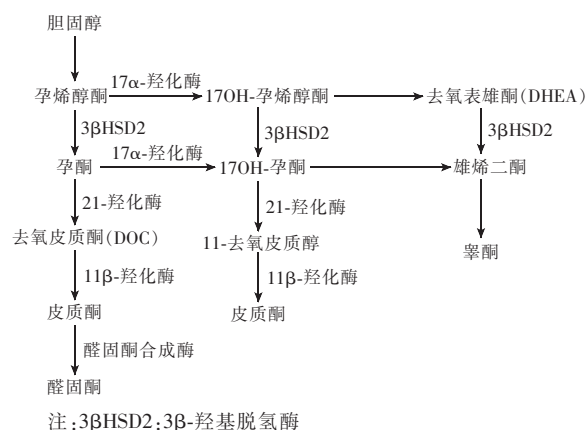 胆固醇
17α-羟化酶
孕烯醇酮 17OH-孕烯醇酮 去氧表雄酮(DHEA)
3βHSD2 3βHSD2 3βHSD2
17α-羟化酶
孕酮 17OH-孕酮 雄烯二酮
21-羟化酶 21-羟化酶
去氧皮质酮(DOC) 11-去氧皮质醇
睾酮
11β-羟化酶 11β-羟化酶
皮质酮 皮质酮
醛固酮合成酶
醛固酮
注:3βHSD2:3β-羟基脱氢酶